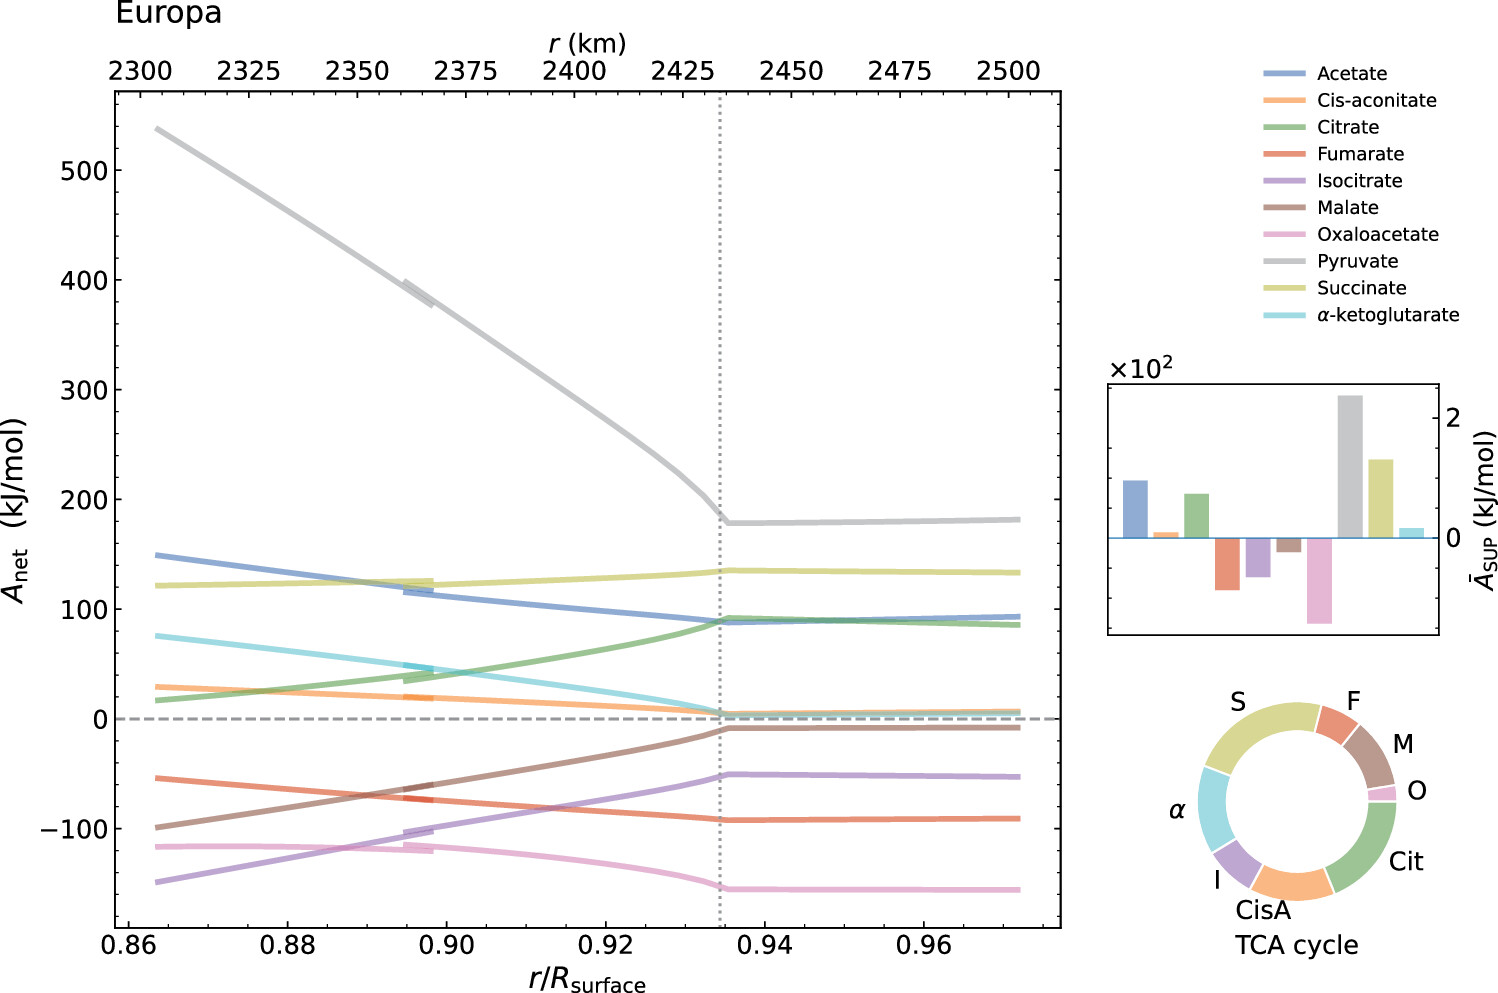 Europa
r (km)
2300 2325 2350 2375 2400 2425 2450 2475 2500
A_net (kJ/mol)
500
400
300
200
100
0
−100
0.86 0.88 0.90 0.92 0.94 0.96
r/R_surface
Acetate
Cis-aconitate
Citrate
Fumarate
Isocitrate
Malate
Oxaloacetate
Pyruvate
Succinate
α-ketoglutarate
×10²
2
0
Ā_SUP (kJ/mol)
S
F
M
O
α
I
Cit
CisA
TCA cycle